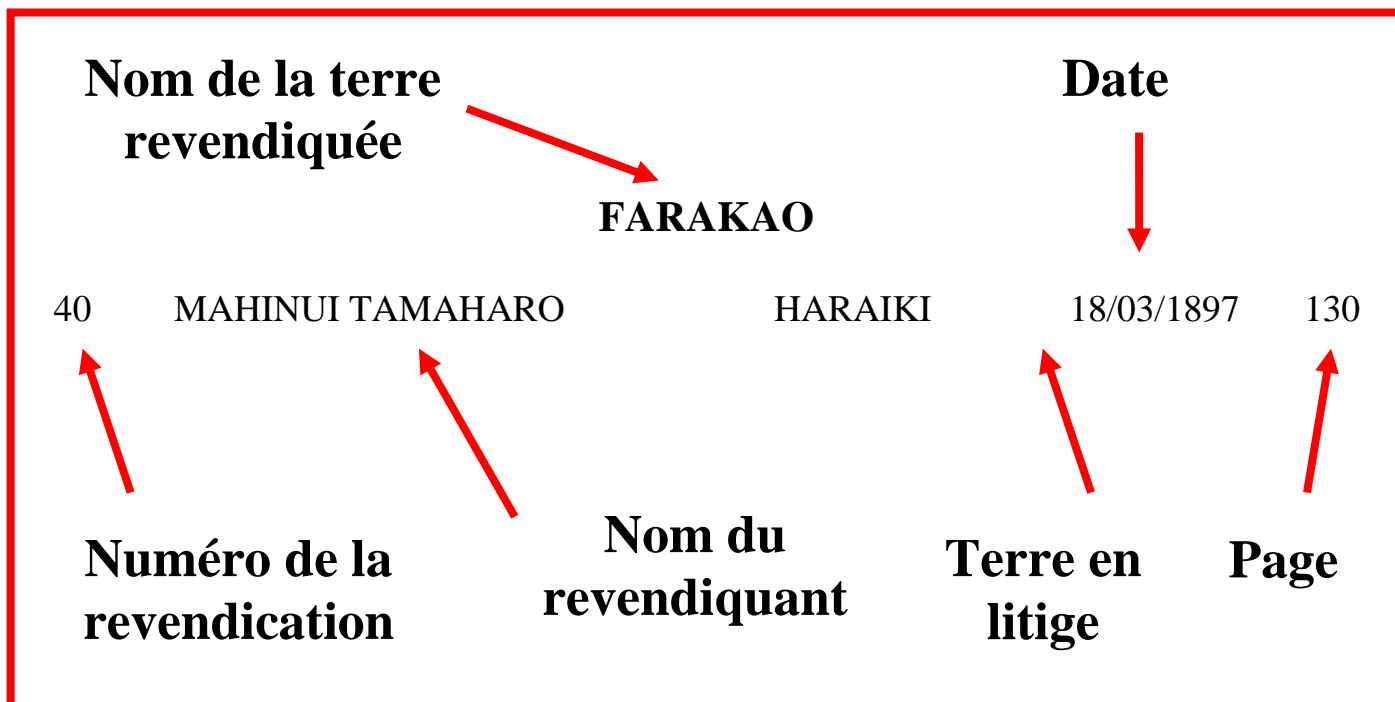 Nom de la terre
revendiquée
Date
FARAKAO
40 MAHINUI TAMAHARO HARAIKI 18/03/1897 130
Numéro de la
revendication
Nom du
revendiquant
Terre en
litige
Page